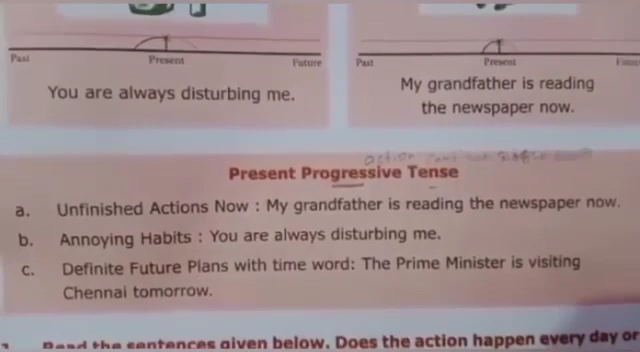 Past Present Future
Past Present
You are always disturbing me.
My grandfather is reading
the newspaper now.
Present Progressive Tense
a. Unfinished Actions Now : My grandfather is reading the newspaper now.
b. Annoying Habits : You are always disturbing me.
c. Definite Future Plans with time word: The Prime Minister is visiting
Chennai tomorrow.
Read the sentences given below. Does the action happen every day or